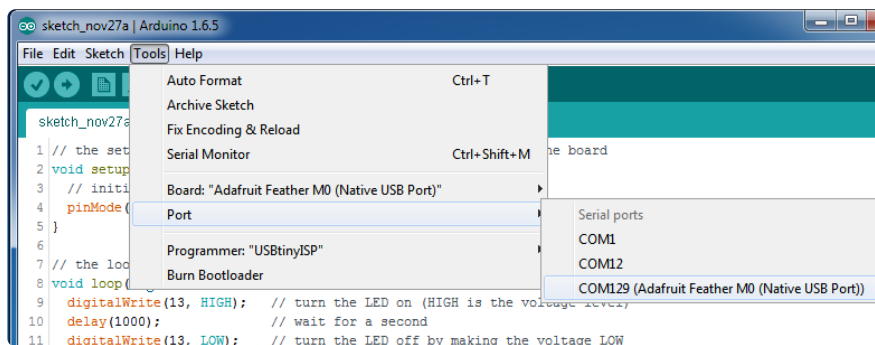 sketch_nov27a | Arduino 1.6.5
File Edit Sketch Tools Help
Auto Format Ctrl+T
Archive Sketch
Fix Encoding & Reload
Serial Monitor Ctrl+Shift+M
Board: "Adafruit Feather M0 (Native USB Port)"
Port
Programmer: "USBtinyISP"
Burn Bootloader
Serial ports
COM1
COM12
COM129 (Adafruit Feather M0 (Native USB Port))
sketch_nov27a
1 // the set board
2 void setup
3 // initi
4 pinMode(
5 }
6
7 // the loo
8 void loop(
9 digitalWrite(13, HIGH); // turn the LED on (HIGH is the voltage level)
10 delay(1000); // wait for a second
11 digitalWrite(13, LOW); // turn the LED off by making the voltage LOW